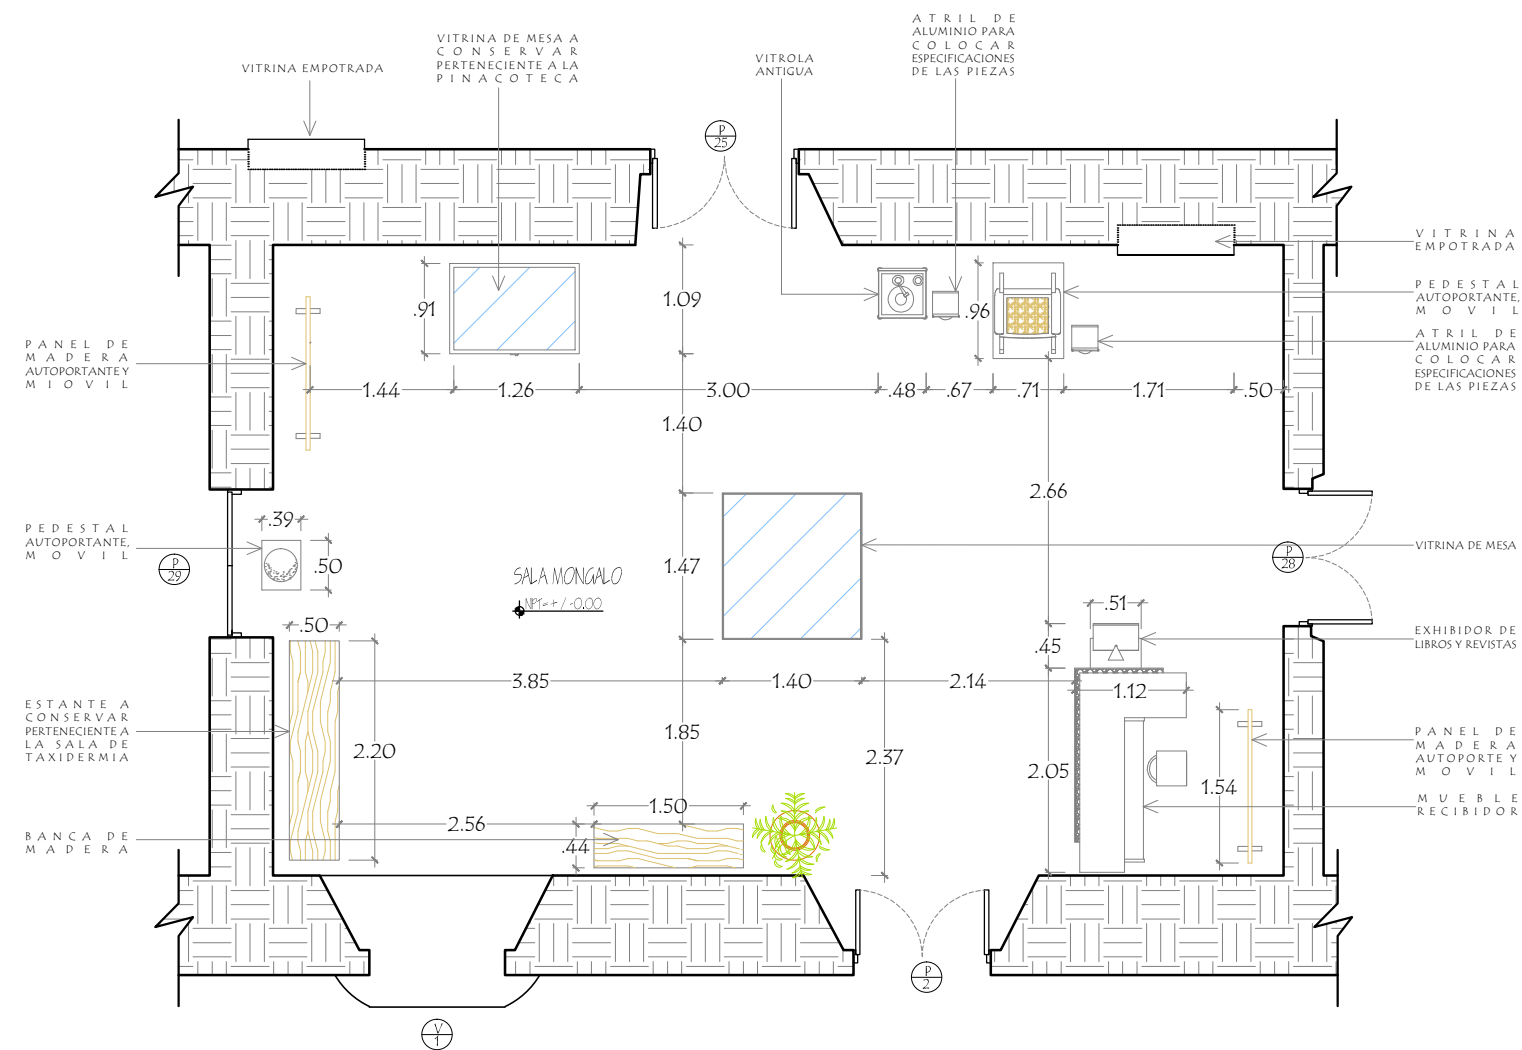 VITRINA EMPOTRADA
VITRINA DE MESA A
CONSERVAR
PERTENECIENTE A LA
PINACOTECA
VITROLA
ANTIGUA
ATRIL DE
ALUMINIO PARA
COLOCAR
ESPECIFICACIONES
DE LAS PIEZAS
P
25
VITRINA
EMPOTRADA
PEDESTAL
AUTOPORTANTE,
MOVIL
ATRIL DE
ALUMINIO PARA
COLOCAR
ESPECIFICACIONES
DE LAS PIEZAS
PANEL DE
MADERA
AUTOPORTANTE Y
MIOVIL
.91
1.09
.96
1.44
1.26
3.00
.48
.67
.71
1.71
.50
1.40
2.66
PEDESTAL
AUTOPORTANTE,
MOVIL
P
29
.39
.50
SALA MONGALO
NPT=+/-0.00
1.47
VITRINA DE MESA
P
28
.50
.51
.45
EXHIBIDOR DE
LIBROS Y REVISTAS
3.85
1.40
2.14
1.12
ESTANTE A
CONSERVAR
PERTENECIENTE A
LA SALA DE
TAXIDERMIA
2.20
1.85
2.37
2.05
1.54
PANEL DE
MADERA
AUTOPORTE Y
MOVIL
MUEBLE
RECIBIDOR
BANCA DE
MADERA
2.56
1.50
.44
P
2
V
1